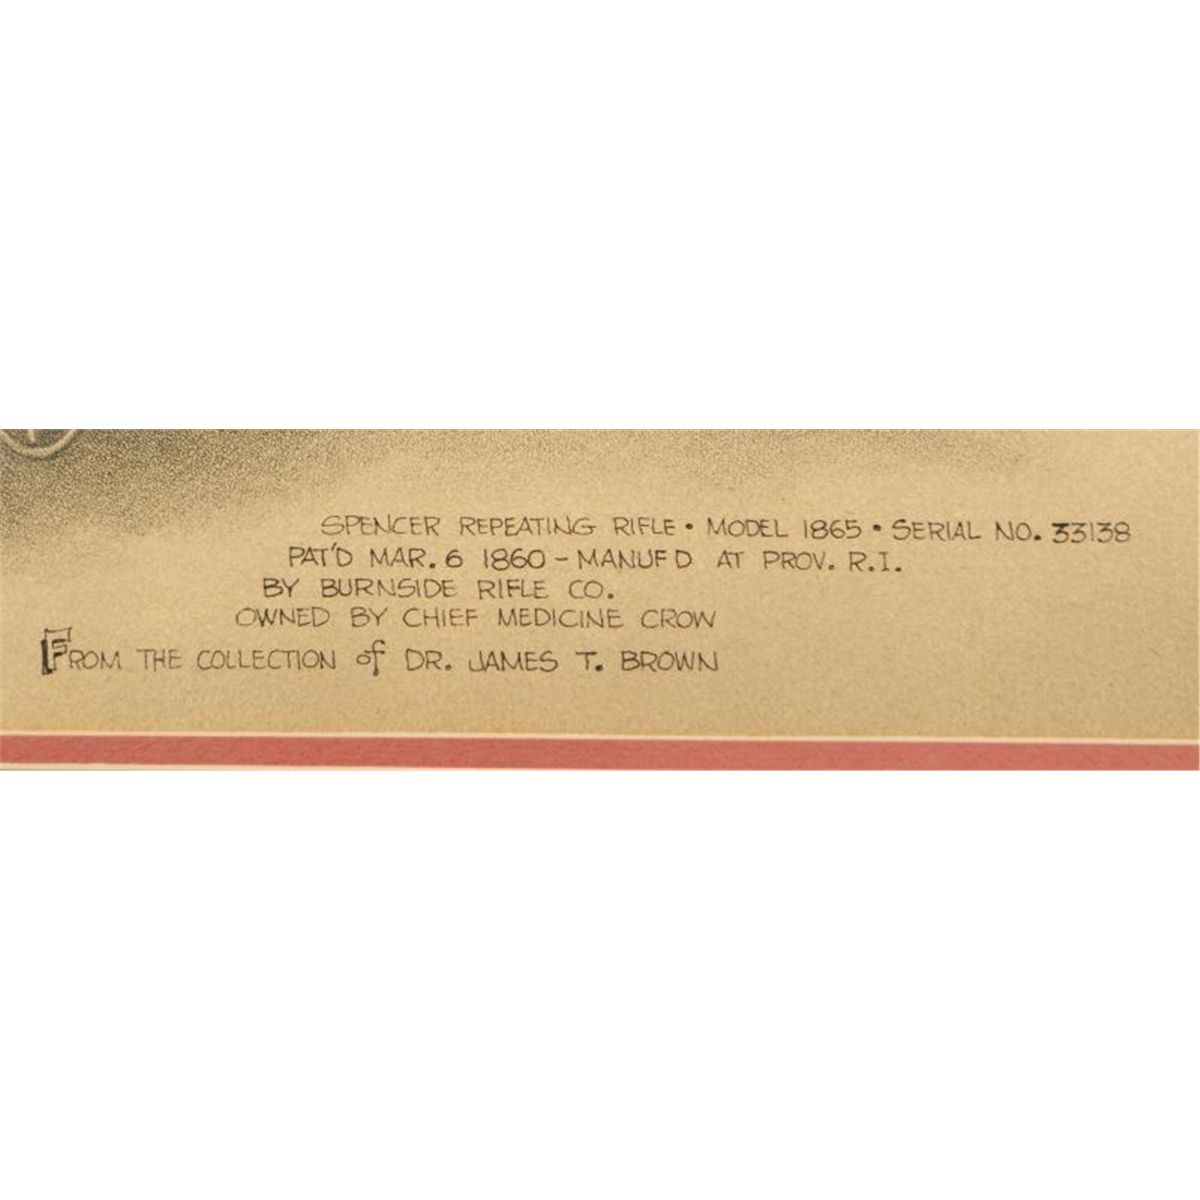 SPENCER REPEATING RIFLE • MODEL 1865 • SERIAL NO. 33138
PAT'D MAR. 6 1860 – MANUF'D AT PROV. R.I.
BY BURNSIDE RIFLE CO.
OWNED BY CHIEF MEDICINE CROW
FROM THE COLLECTION of DR. JAMES T. BROWN